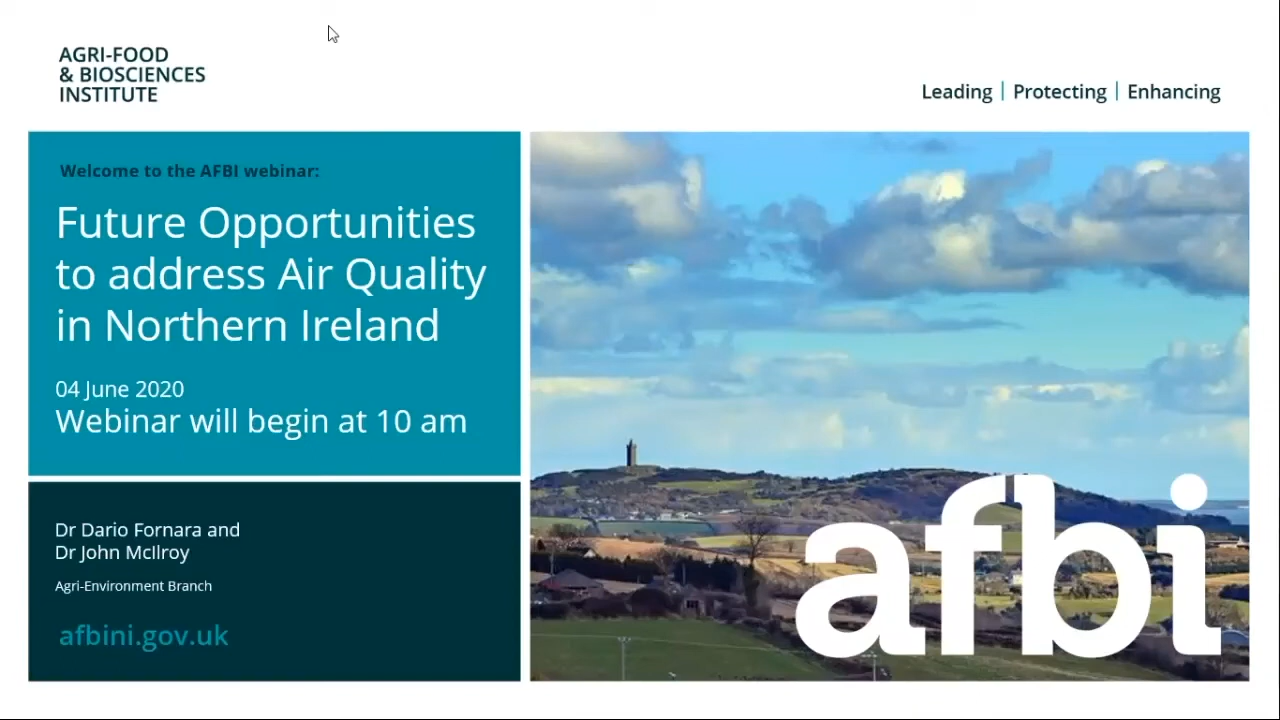 AGRI-FOOD
& BIOSCIENCES
INSTITUTE
Leading | Protecting | Enhancing
Welcome to the AFBI webinar:
Future Opportunities
to address Air Quality
in Northern Ireland
04 June 2020
Webinar will begin at 10 am
Dr Dario Fornara and
Dr John McIlroy
Agri-Environment Branch
afbini.gov.uk
afbi